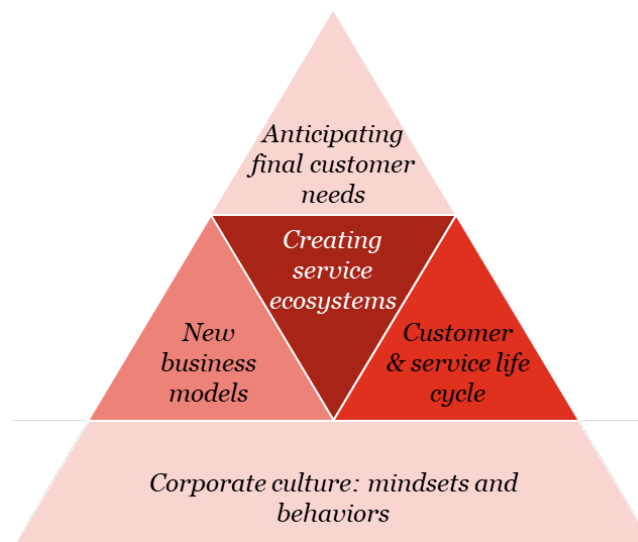 Anticipating
final customer
needs
Creating
service
ecosystems
New
business
models
Customer
& service life
cycle
Corporate culture: mindsets and
behaviors